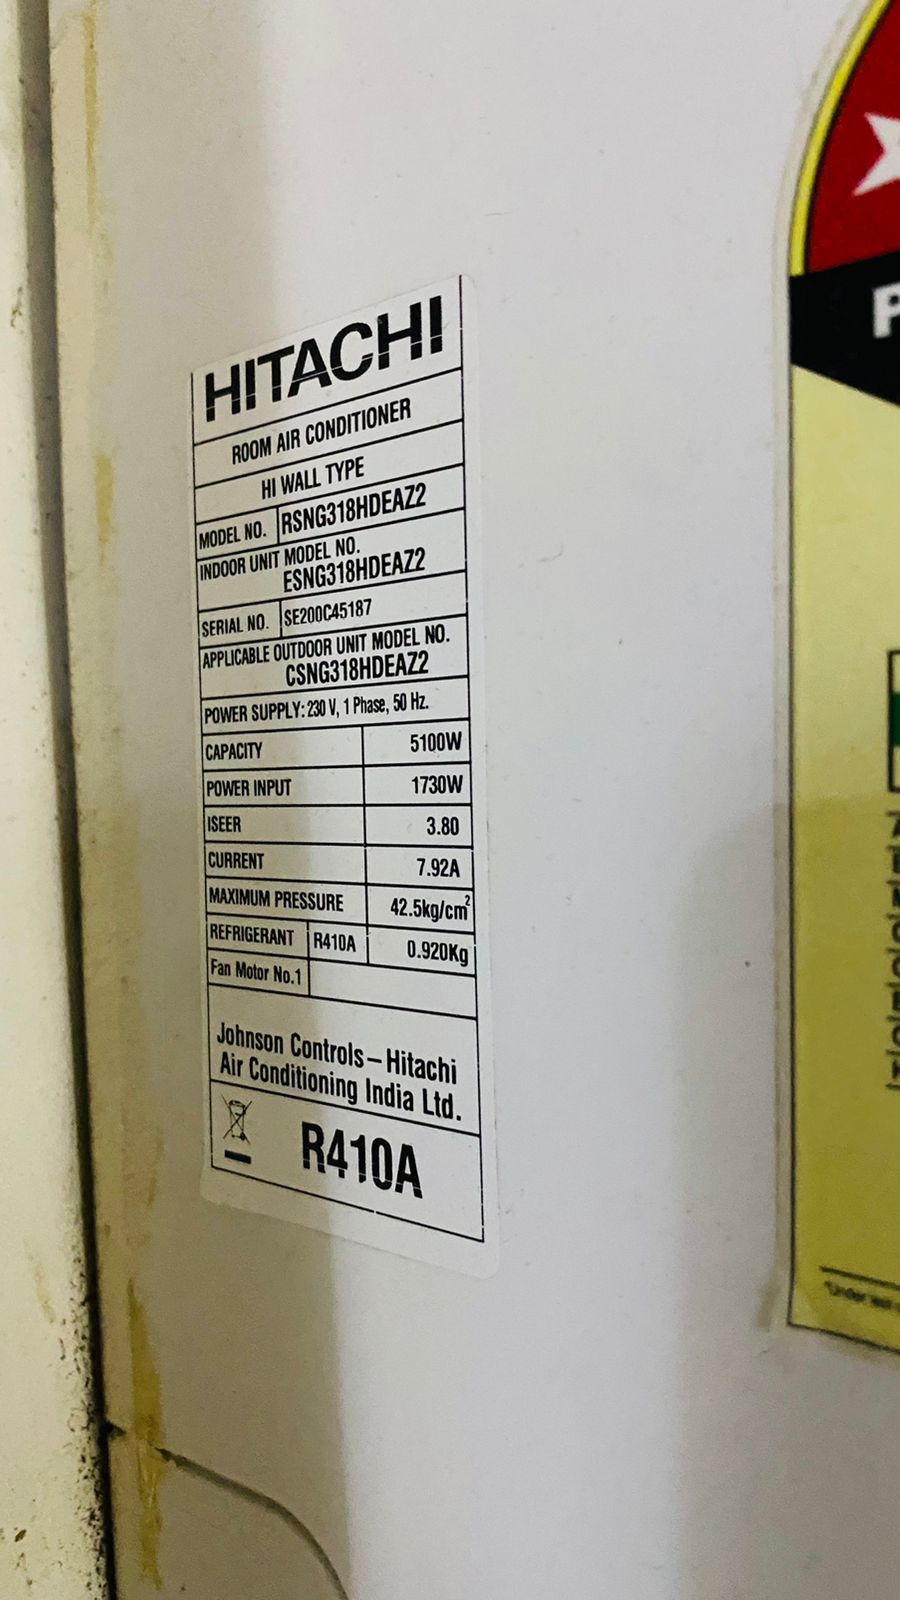 HITACHI
ROOM AIR CONDITIONER
HI WALL TYPE
MODEL NO. RSNG318HDEAZ2
INDOOR UNIT MODEL NO.
ESNG318HDEAZ2
SERIAL NO. SE200C45187
APPLICABLE OUTDOOR UNIT MODEL NO.
CSNG318HDEAZ2
POWER SUPPLY: 230 V, 1 Phase, 50 Hz.
CAPACITY 5100W
POWER INPUT 1730W
ISEER 3.80
CURRENT 7.92A
MAXIMUM PRESSURE 42.5kg/cm²
REFRIGERANT R410A 0.920Kg
Fan Motor No.1
Johnson Controls – Hitachi
Air Conditioning India Ltd.
R410A